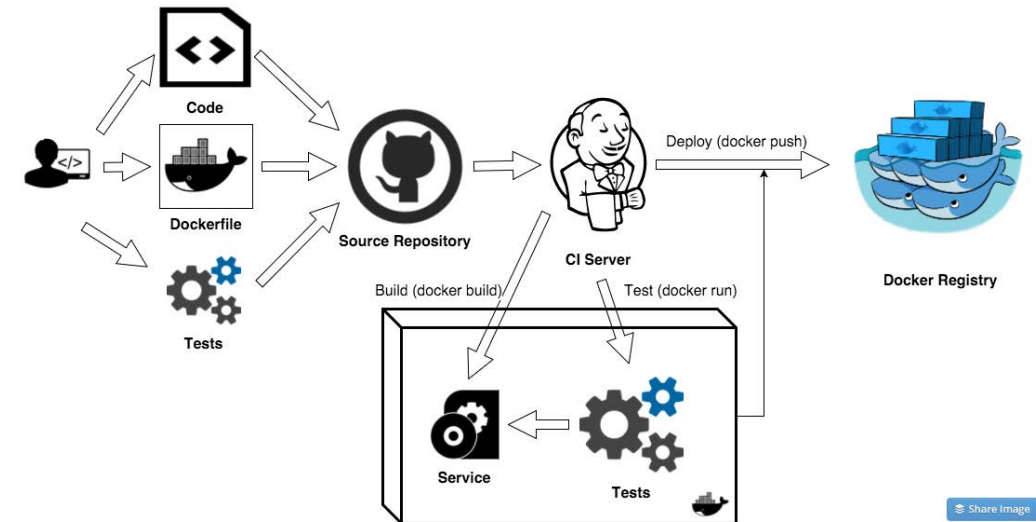 </>
Code
Dockerfile
Tests
Source Repository
CI Server
Deploy (docker push)
Docker Registry
Build (docker build)
Test (docker run)
Service
Tests
Share Image